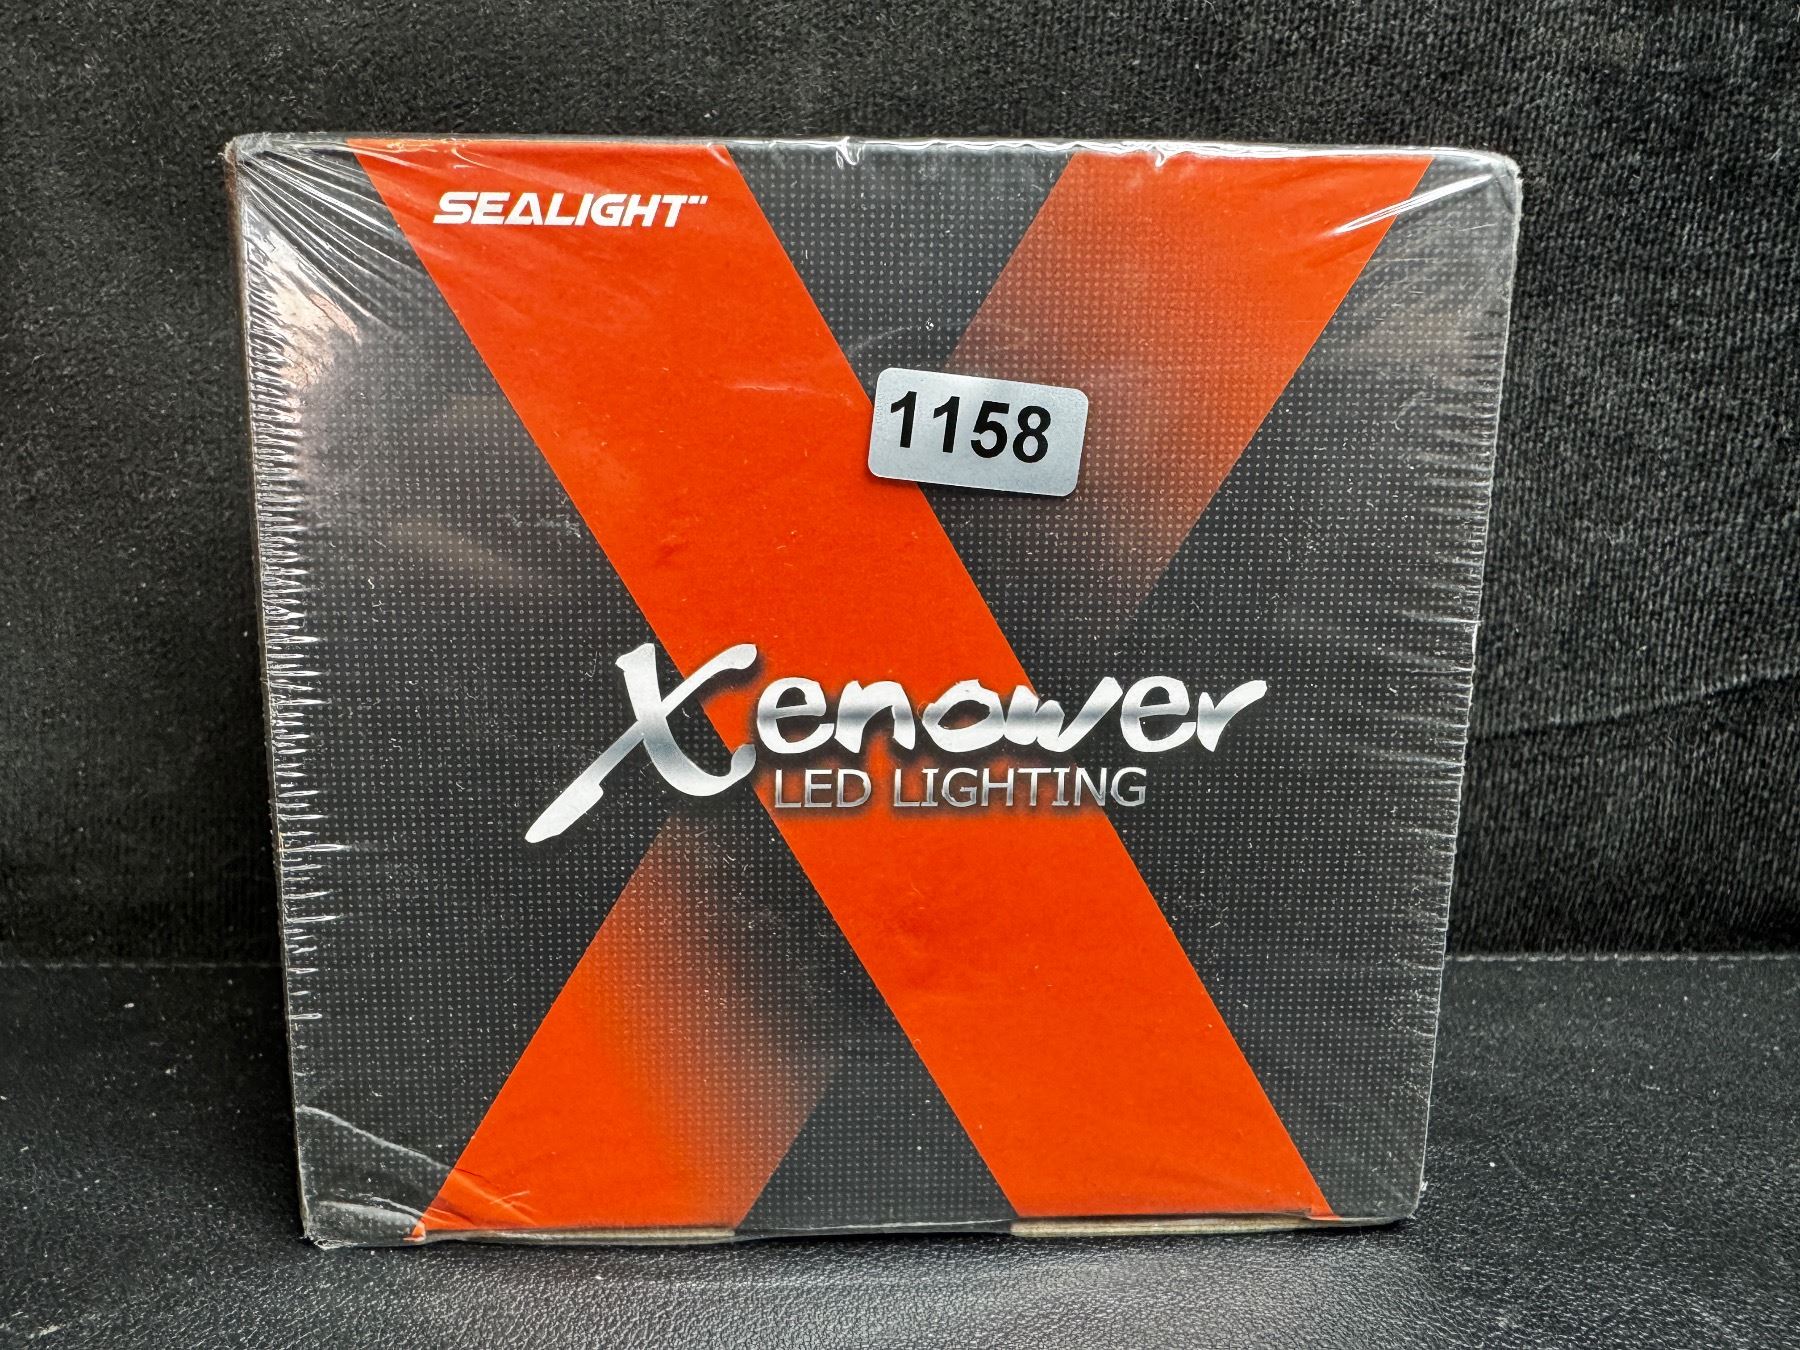 SEALIGHT
1158
Xenower
LED LIGHTING